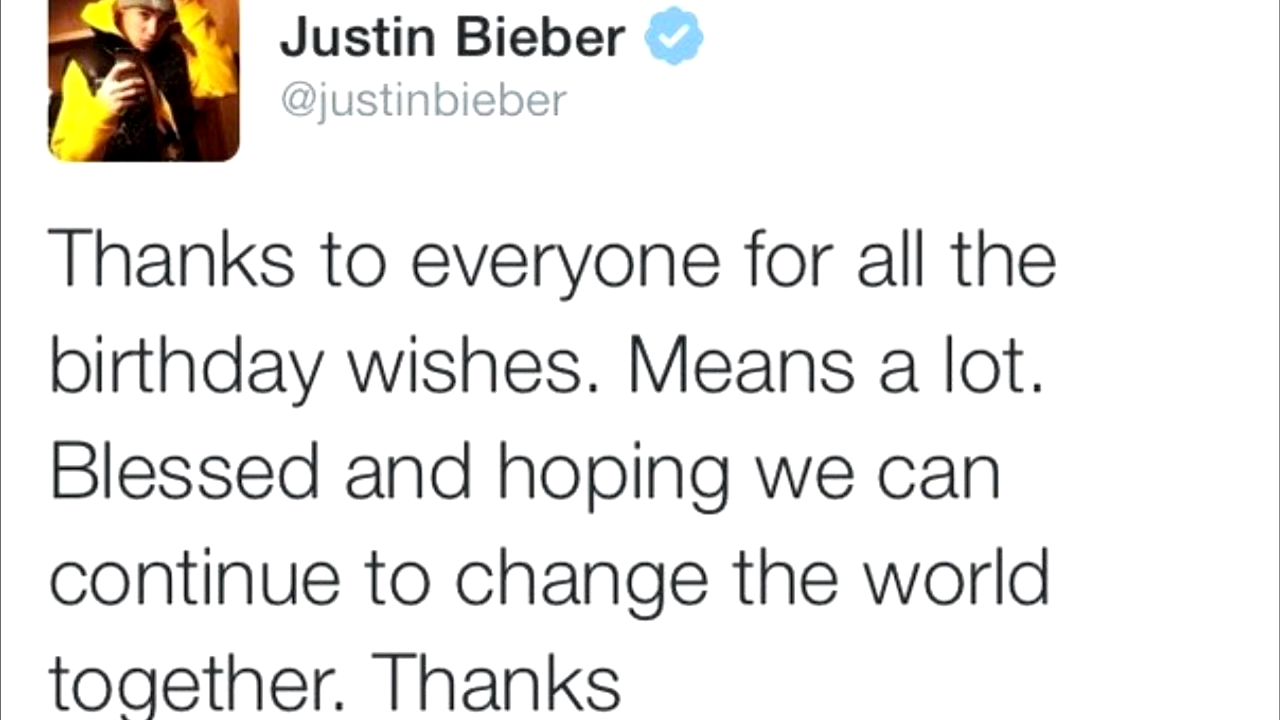 Justin Bieber
@justinbieber
Thanks to everyone for all the
birthday wishes. Means a lot.
Blessed and hoping we can
continue to change the world
together. Thanks